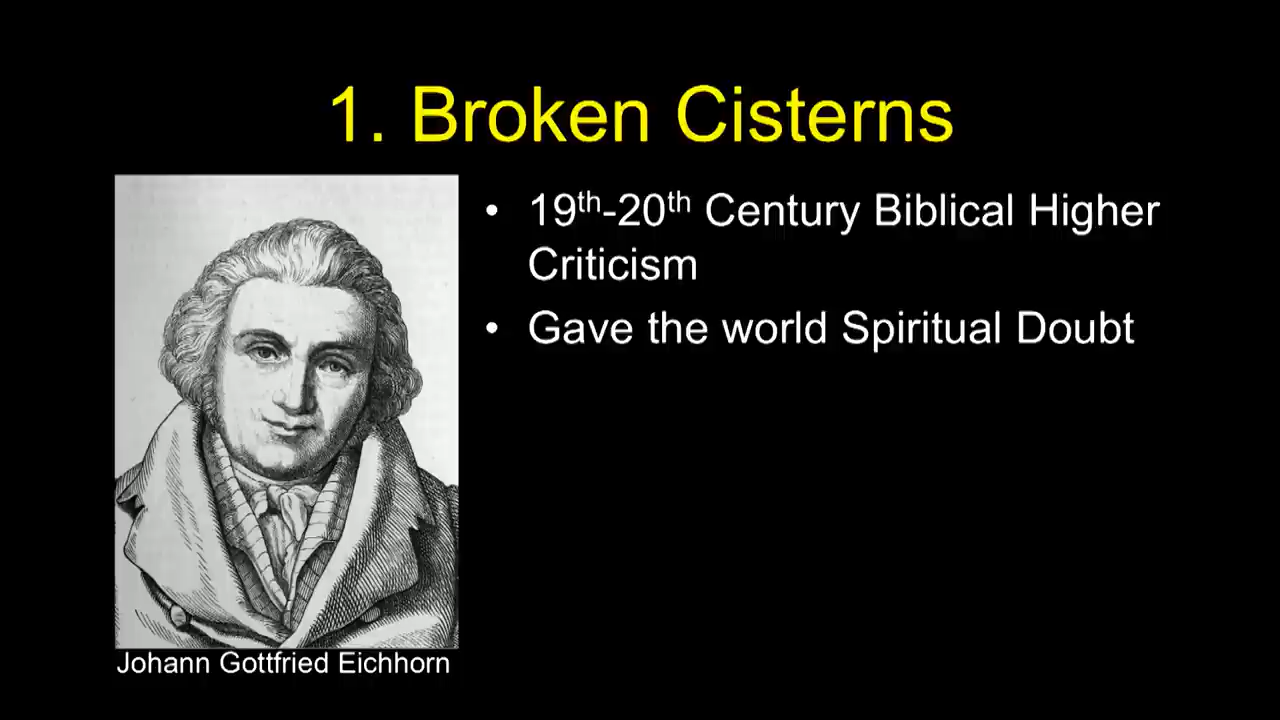 1. Broken Cisterns
• 19th-20th Century Biblical Higher
Criticism
• Gave the world Spiritual Doubt
Johann Gottfried Eichhorn